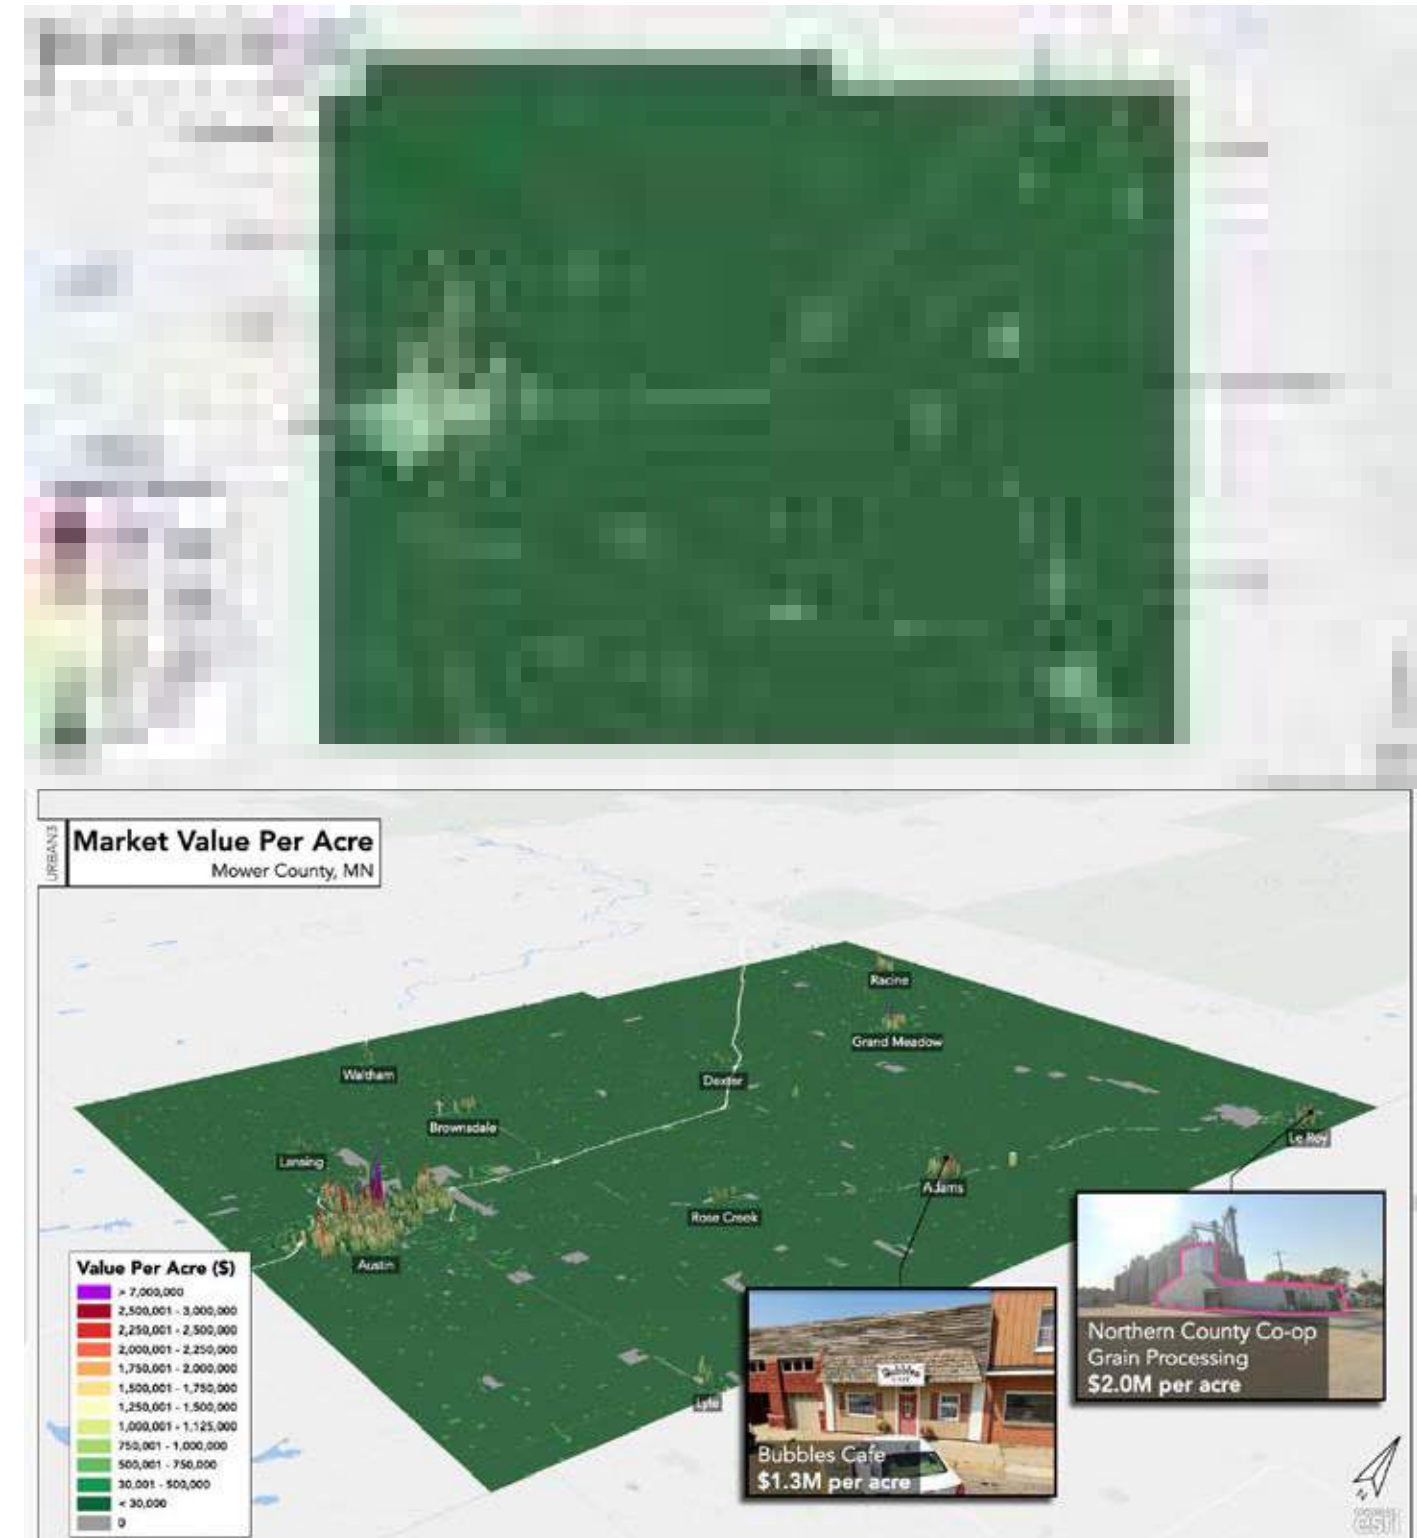 URBAN3
Market Value Per Acre
Mower County, MN
Racine
Grand Meadow
Waltham
Dexter
Brownsdale
Le Roy
Lansing
Adams
Rose Creek
Austin
Value Per Acre ($)
> 7,000,000
2,500,001 - 3,000,000
2,250,001 - 2,500,000
2,000,001 - 2,250,000
1,750,001 - 2,000,000
1,500,001 - 1,750,000
1,250,001 - 1,500,000
1,000,001 - 1,125,000
750,001 - 1,000,000
500,001 - 750,000
30,001 - 500,000
< 30,000
0
Lyle
Northern County Co-op
Grain Processing
$2.0M per acre
Bubbles Cafe
$1.3M per acre
N
esri